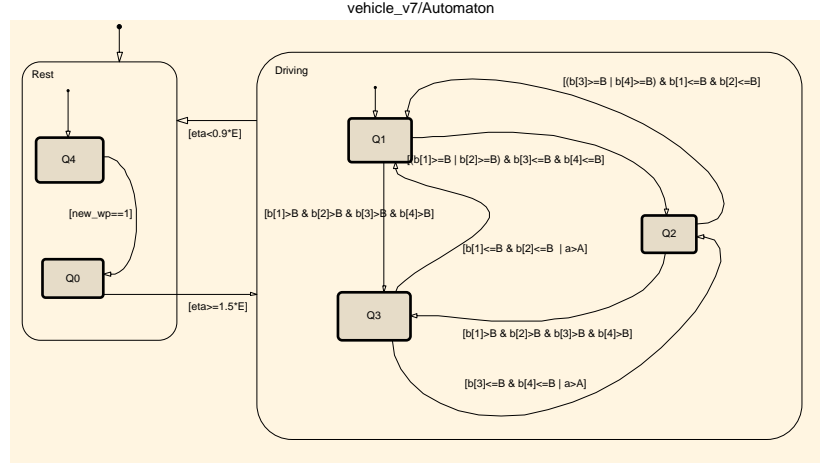 vehicle_v7/Automaton
Rest
Driving
[(b[3]>=B | b[4]>=B) & b[1]<=B & b[2]<=B]
[eta<0.9*E]
Q1
Q4
[(b[1]>=B | b[2]>=B) & b[3]<=B & b[4]<=B]
[new_wp==1]
[b[1]>B & b[2]>B & b[3]>B & b[4]>B]
Q2
[b[1]<=B & b[2]<=B | a>A]
Q0
[eta>=1.5*E]
Q3
[b[1]>B & b[2]>B & b[3]>B & b[4]>B]
[b[3]<=B & b[4]<=B | a>A]